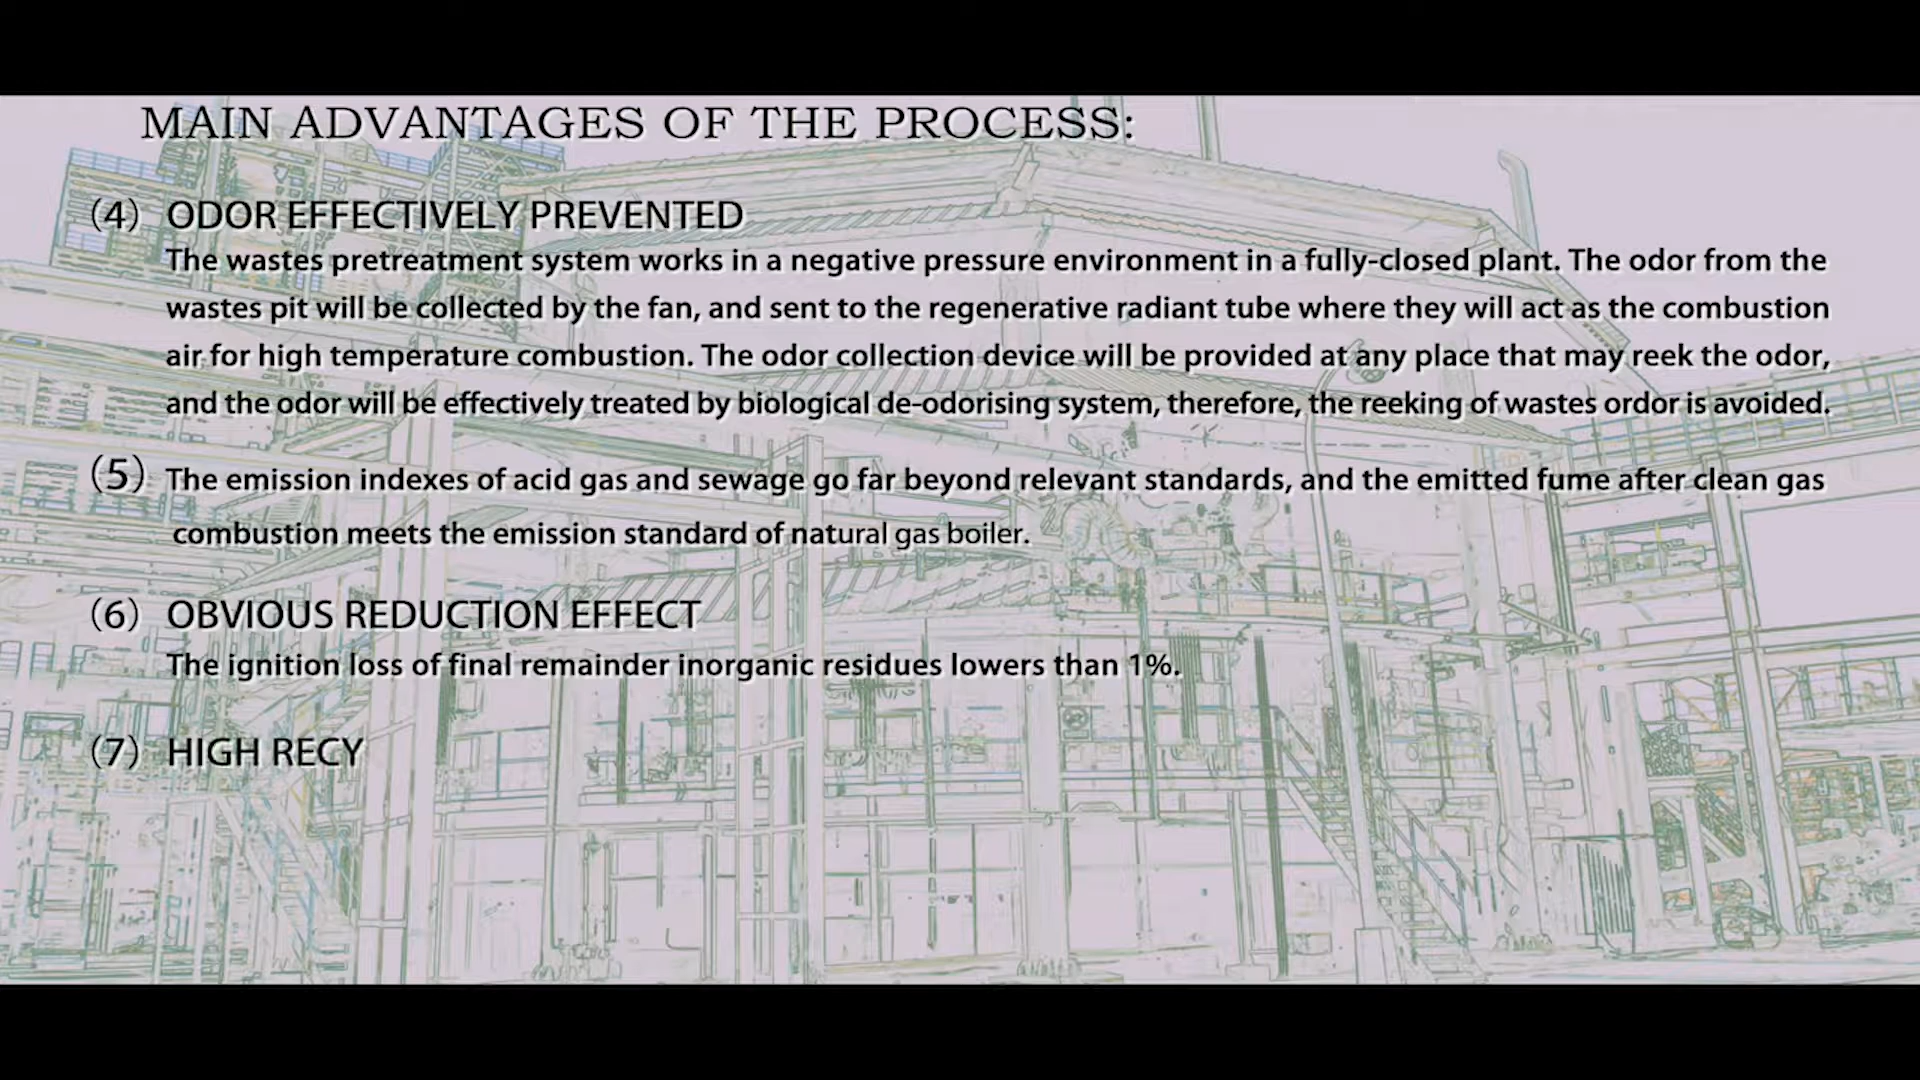 MAIN ADVANTAGES OF THE PROCESS:
(4) ODOR EFFECTIVELY PREVENTED
The wastes pretreatment system works in a negative pressure environment in a fully-closed plant. The odor from the
wastes pit will be collected by the fan, and sent to the regenerative radiant tube where they will act as the combustion
air for high temperature combustion. The odor collection device will be provided at any place that may reek the odor,
and the odor will be effectively treated by biological de-odorising system, therefore, the reeking of wastes ordor is avoided.
(5) The emission indexes of acid gas and sewage go far beyond relevant standards, and the emitted fume after clean gas
combustion meets the emission standard of natural gas boiler.
(6) OBVIOUS REDUCTION EFFECT
The ignition loss of final remainder inorganic residues lowers than 1%.
(7) HIGH RECY